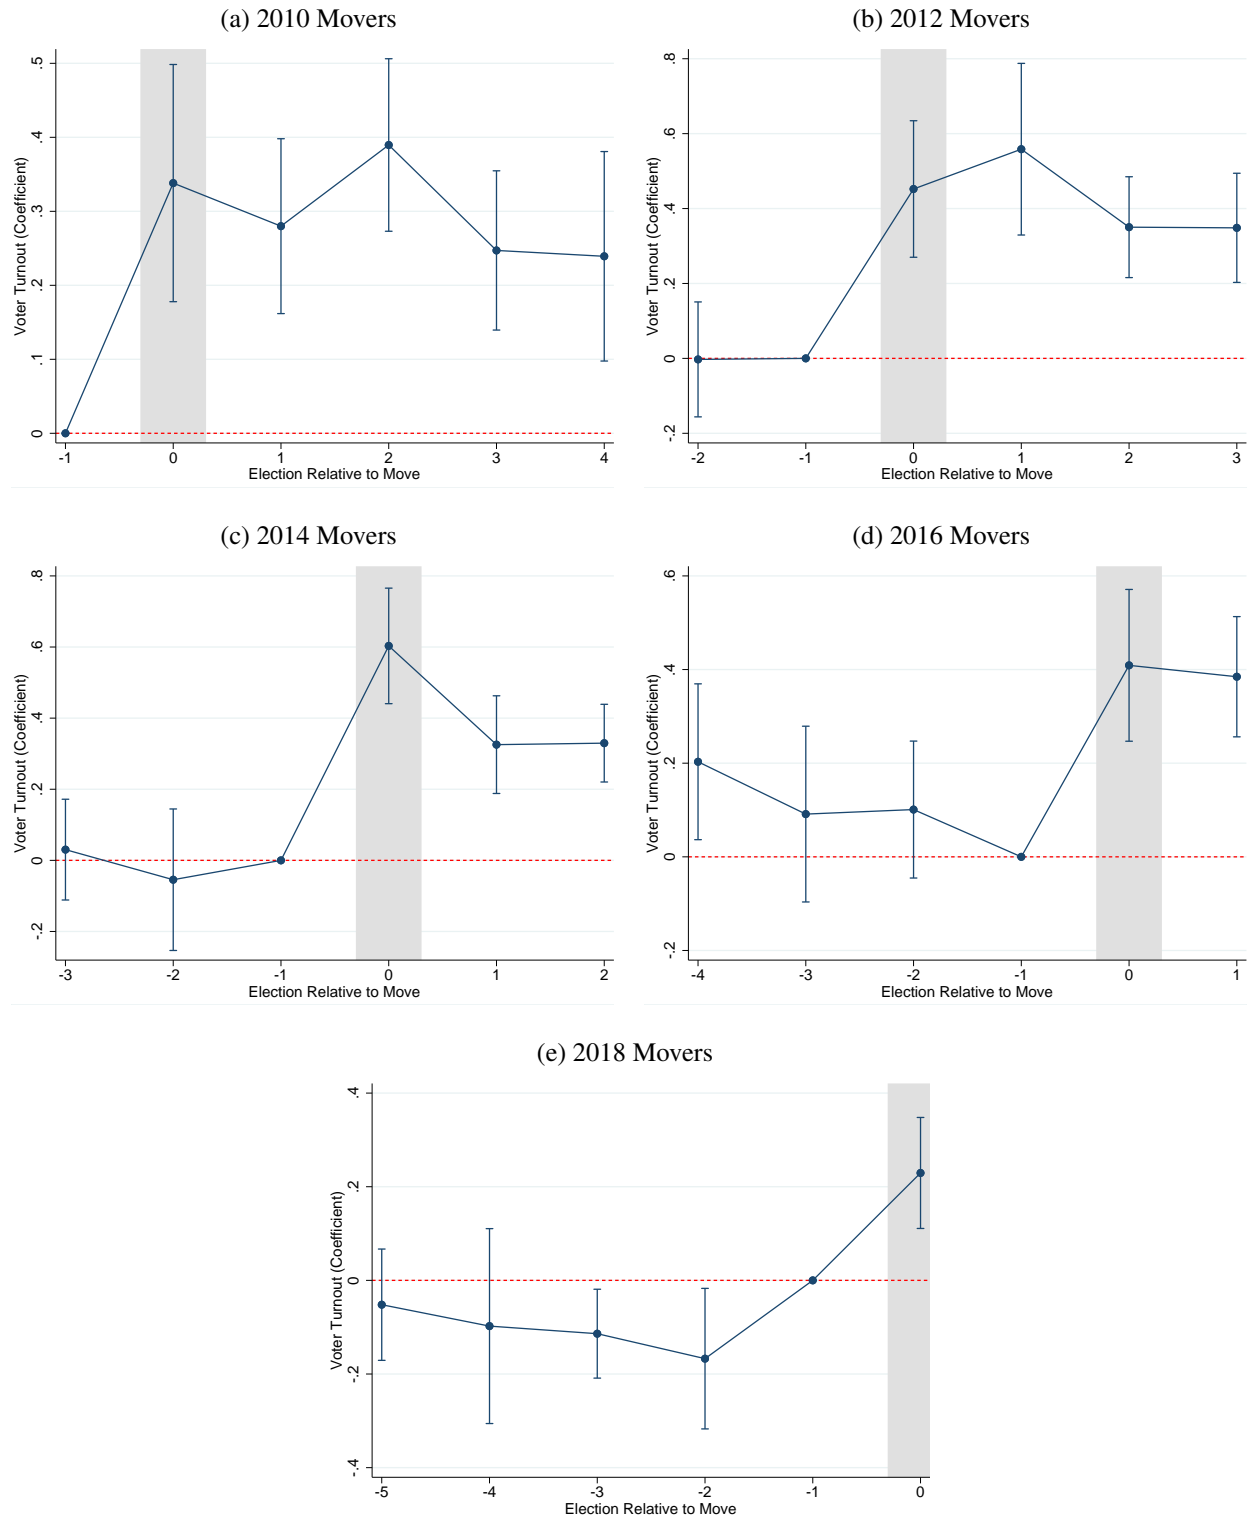 (a) 2010 Movers
Voter Turnout (Coefficient)
.5
.4
.3
.2
.1
0
-1 0 1 2 3 4
Election Relative to Move
(b) 2012 Movers
Voter Turnout (Coefficient)
.8
.6
.4
.2
0
-.2
-2 -1 0 1 2 3
Election Relative to Move
(c) 2014 Movers
Voter Turnout (Coefficient)
.8
.6
.4
.2
0
-.2
-3 -2 -1 0 1 2
Election Relative to Move
(d) 2016 Movers
Voter Turnout (Coefficient)
.6
.4
.2
0
-.2
-4 -3 -2 -1 0 1
Election Relative to Move
(e) 2018 Movers
Voter Turnout (Coefficient)
.4
.2
0
-.2
-.4
-5 -4 -3 -2 -1 0
Election Relative to Move